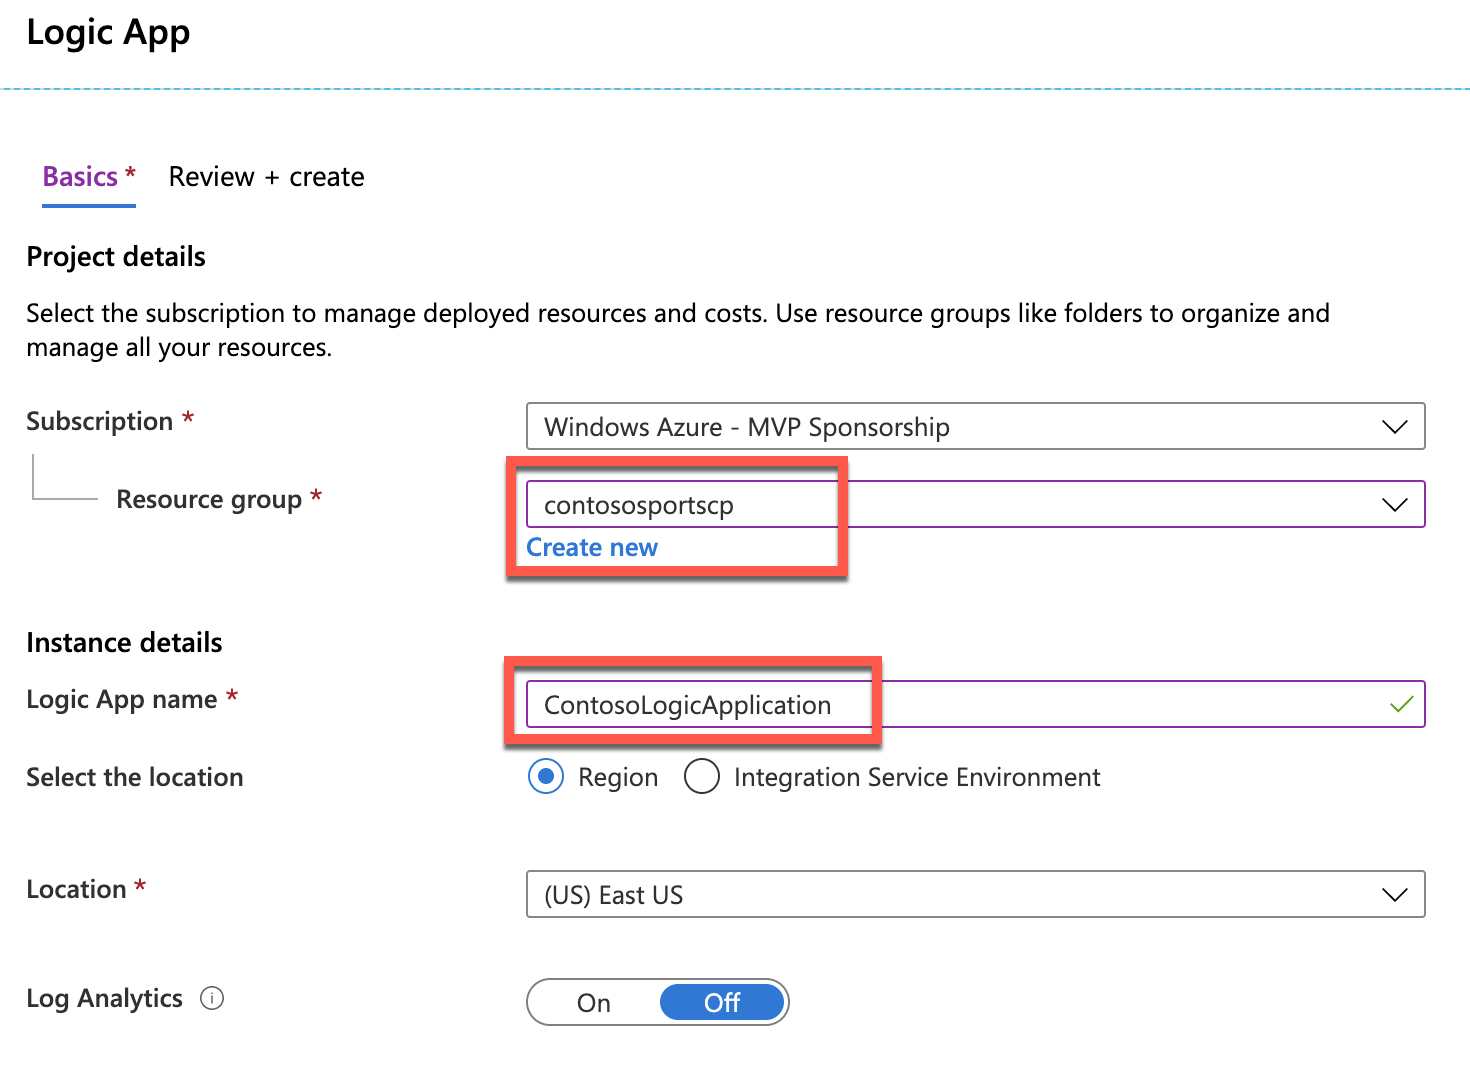 Logic App
Basics * Review + create
Project details
Select the subscription to manage deployed resources and costs. Use resource groups like folders to organize and
manage all your resources.
Subscription * Windows Azure - MVP Sponsorship
Resource group * contososportscp
Create new
Instance details
Logic App name * ContosoLogicApplication
Select the location Region Integration Service Environment
Location * (US) East US
Log Analytics On Off